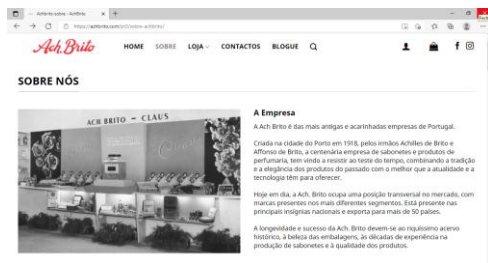 Achbrito sobre - Achbrito
https://achbrito.com/pt/sobre-achbrito/
Ach. Brito
HOME SOBRE LOJA CONTACTOS BLOGUE
SOBRE NÓS
ACH BRITO - CLAUS
A Empresa
A Ach Brito é das mais antigas e acarinhadas empresas de Portugal.
Criada na cidade do Porto em 1918, pelos irmãos Achilles de Brito e
Affonso de Brito, a centenária empresa de sabonetes e produtos de
perfumaria, tem vindo a resistir ao teste do tempo, combinando a tradição
e a elegância dos produtos do passado com o melhor que a atualidade e a
tecnologia têm para oferecer.
Hoje em dia, a Ach. Brito ocupa uma posição transversal no mercado, com
marcas presentes nos mais diferentes segmentos. Está presente nas
principais insígnias nacionais e exporta para mais de 50 países.
A longevidade e sucesso da Ach. Brito devem-se ao riquíssimo acervo
histórico, à beleza das embalagens, às décadas de experiência na
produção de sabonetes e à qualidade dos produtos.